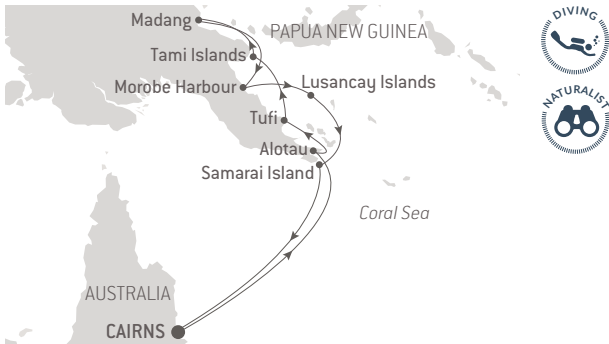 Madang
PAPUA NEW GUINEA
Tami Islands
Morobe Harbour
Lusancay Islands
Tufi
Alotau
Samarai Island
Coral Sea
AUSTRALIA
CAIRNS
DIVING
NATURALIST